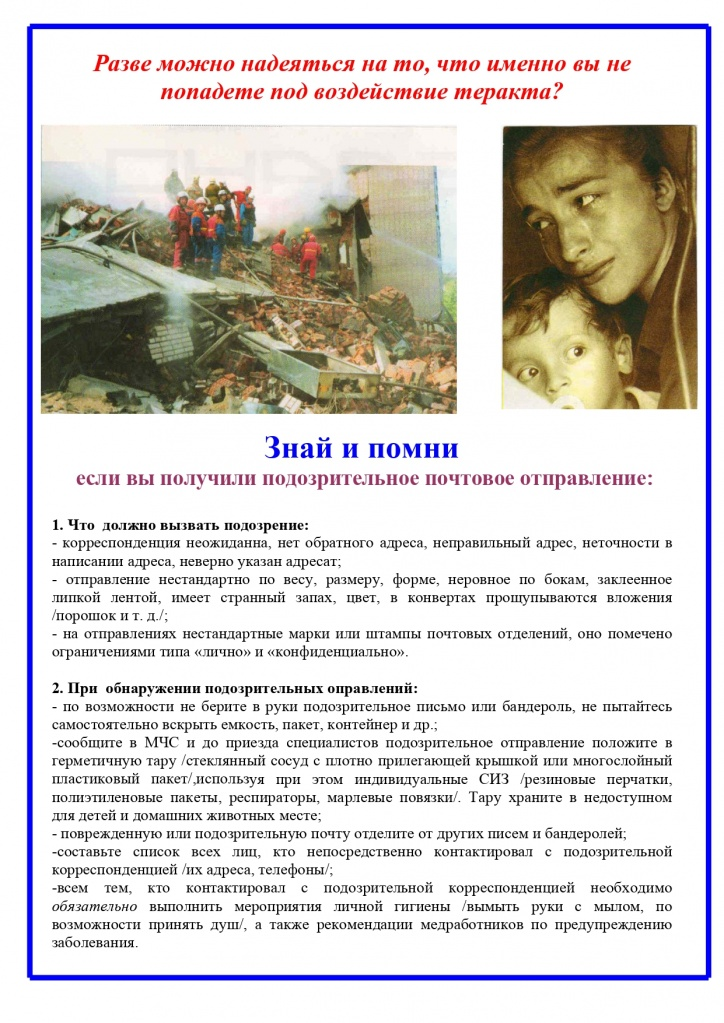 Разве можно надеяться на то, что именно вы не
попадете под воздействие теракта?
Знай и помни
если вы получили подозрительное почтовое отправление:
1. Что  должно вызвать подозрение:
- корреспонденция неожиданна, нет обратного адреса, неправильный адрес, неточности в
написании адреса, неверно указан адресат;
- отправление нестандартно по весу, размеру, форме, неровное по бокам, заклеенное
липкой лентой, имеет странный запах, цвет, в конвертах прощупываются вложения
/порошок и т. д./;
- на отправлениях нестандартные марки или штампы почтовых отделений, оно помечено
ограничениями типа «лично» и «конфиденциально».
2. При  обнаружении подозрительных оправлений:
- по возможности не берите в руки подозрительное письмо или бандероль, не пытайтесь
самостоятельно вскрыть емкость, пакет, контейнер и др.;
-сообщите в МЧС и до приезда специалистов подозрительное отправление положите в
герметичную тару /стеклянный сосуд с плотно прилегающей крышкой или многослойный
пластиковый пакет/,используя при этом индивидуальные СИЗ /резиновые перчатки,
полиэтиленовые пакеты, респираторы, марлевые повязки/. Тару храните в недоступном
для детей и домашних животных месте;
- поврежденную или подозрительную почту отделите от других писем и бандеролей;
-составьте список всех лиц, кто непосредственно контактировал с подозрительной
корреспонденцией /их адреса, телефоны/;
-всем тем, кто контактировал с подозрительной корреспонденцией необходимо
обязательно выполнить мероприятия личной гигиены /вымыть руки с мылом, по
возможности принять душ/, а также рекомендации медработников по предупреждению
заболевания.